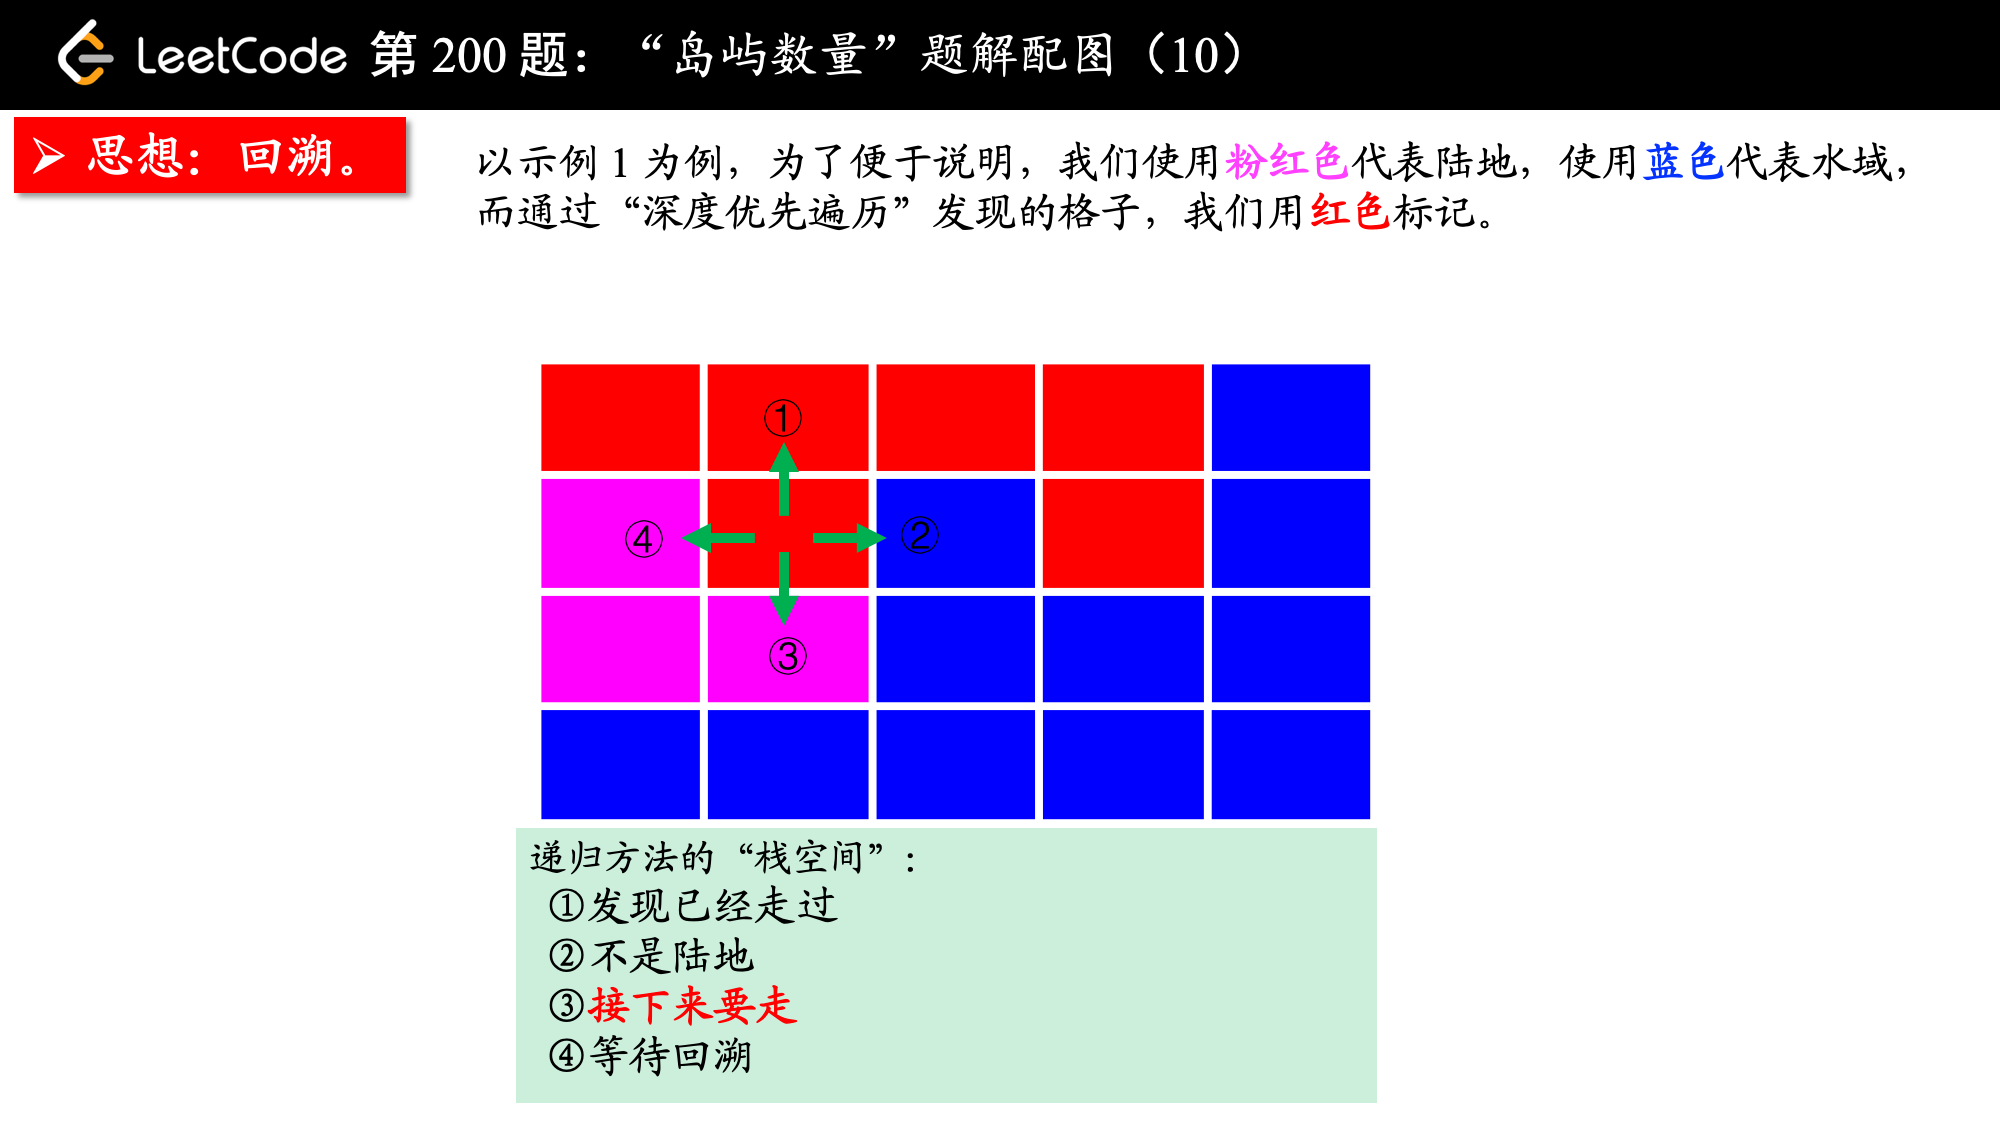 LeetCode 第 200 题：“岛屿数量”题解配图（10）
➢ 思想：回溯。
以示例 1 为例，为了便于说明，我们使用粉红色代表陆地，使用蓝色代表水域，
而通过“深度优先遍历”发现的格子，我们用红色标记。
①
④
②
③
递归方法的“栈空间”：
①发现已经走过
②不是陆地
③接下来要走
④等待回溯